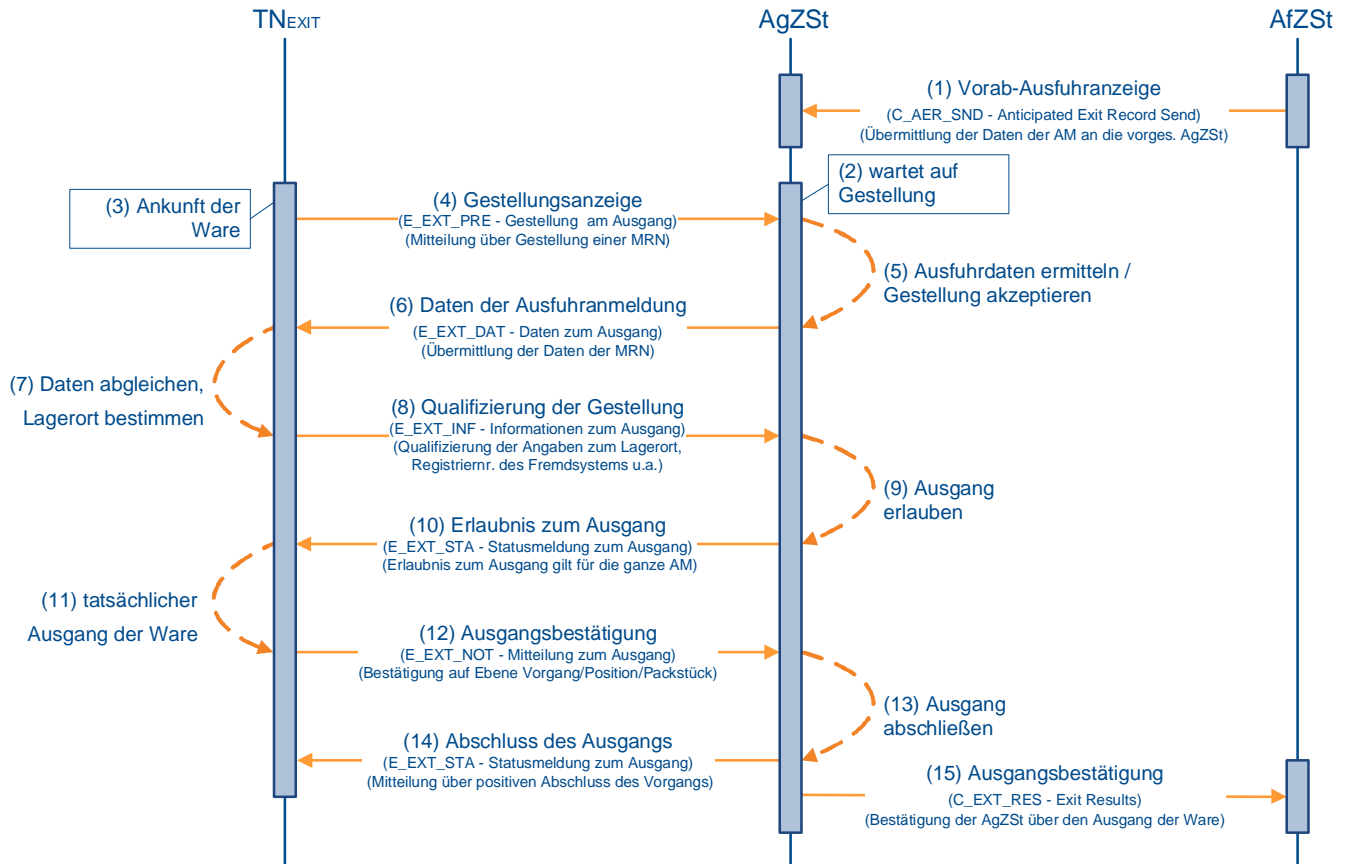 TNEXIT
AgZSt
AfZSt
(1) Vorab-Ausfuhranzeige
(C_AER_SND - Anticipated Exit Record Send)
(Übermittlung der Daten der AM an die vorges. AgZSt)
(2) wartet auf
Gestellung
(3) Ankunft der
Ware
(4) Gestellungsanzeige
(E_EXT_PRE - Gestellung am Ausgang)
(Mitteilung über Gestellung einer MRN)
(5) Ausfuhrdaten ermitteln /
Gestellung akzeptieren
(6) Daten der Ausfuhranmeldung
(E_EXT_DAT - Daten zum Ausgang)
(Übermittlung der Daten der MRN)
(7) Daten abgleichen,
Lagerort bestimmen
(8) Qualifizierung der Gestellung
(E_EXT_INF - Informationen zum Ausgang)
(Qualifizierung der Angaben zum Lagerort,
Registriernr. des Fremdsystems u.a.)
(9) Ausgang
erlauben
(10) Erlaubnis zum Ausgang
(E_EXT_STA - Statusmeldung zum Ausgang)
(Erlaubnis zum Ausgang gilt für die ganze AM)
(11) tatsächlicher
Ausgang der Ware
(12) Ausgangsbestätigung
(E_EXT_NOT - Mitteilung zum Ausgang)
(Bestätigung auf Ebene Vorgang/Position/Packstück)
(13) Ausgang
abschließen
(14) Abschluss des Ausgangs
(E_EXT_STA - Statusmeldung zum Ausgang)
(Mitteilung über positiven Abschluss des Vorgangs)
(15) Ausgangsbestätigung
(C_EXT_RES - Exit Results)
(Bestätigung der AgZSt über den Ausgang der Ware)